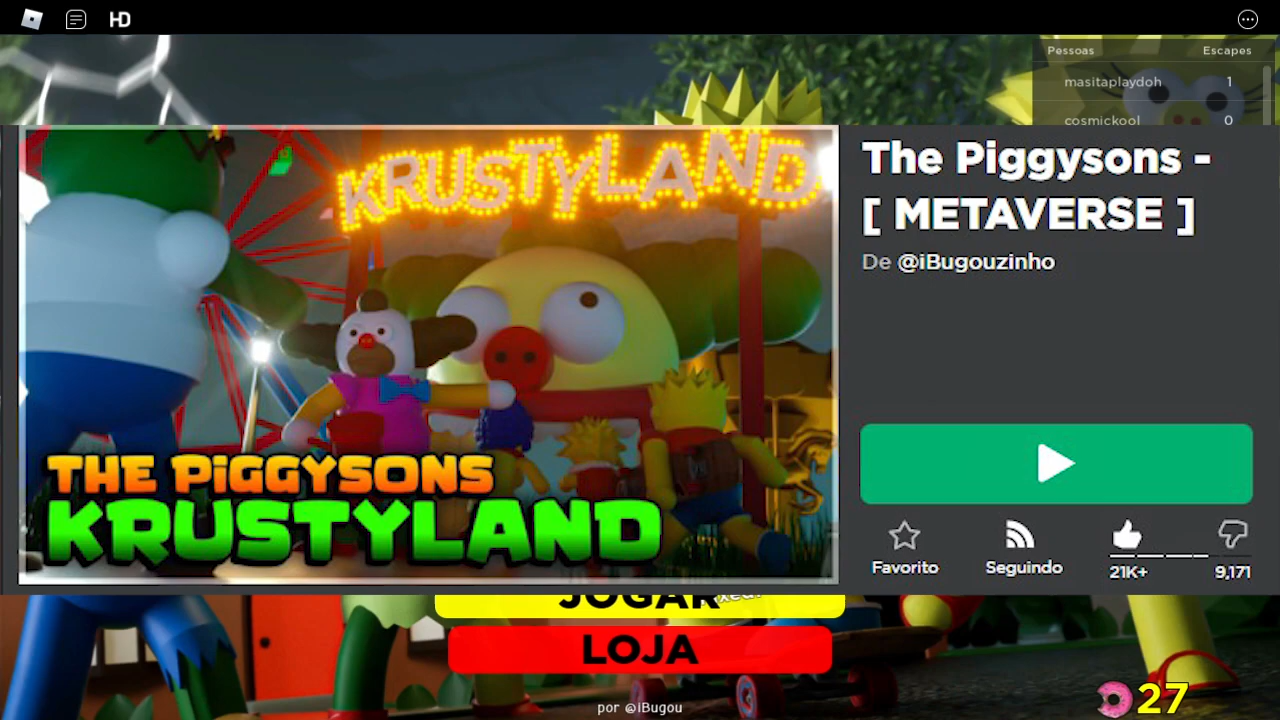 HD
Pessoas Escapes
masitaplaydoh 1
cosmickool 0
KRUSTYLAND
THE PIGGYSONS
KRUSTYLAND
The Piggysons -
[ METAVERSE ]
De @iBugouzinho
Favorito Seguindo 21K+ 9,171
JOGAR
LOJA
por @iBugou
27